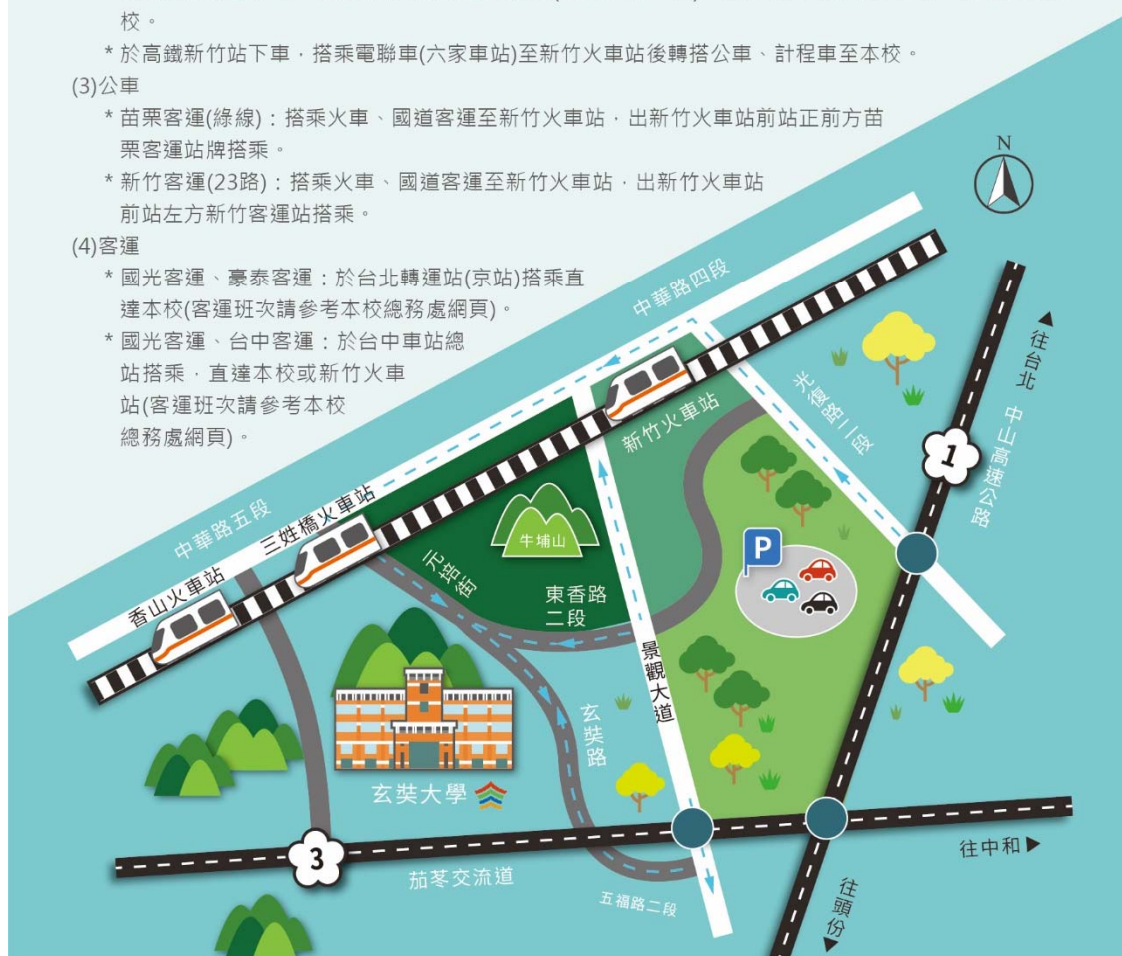 校。
* 於高鐵新竹站下車，搭乘電聯車(六家車站)至新竹火車站後轉搭公車、計程車至本校。
(3)公車
* 苗栗客運(綠線)：搭乘火車、國道客運至新竹火車站，出新竹火車站前站正前方苗
栗客運站牌搭乘。
* 新竹客運(23路)：搭乘火車、國道客運至新竹火車站，出新竹火車站
前站左方新竹客運站搭乘。
(4)客運
* 國光客運、豪泰客運：於台北轉運站(京站)搭乘直
達本校(客運班次請參考本校總務處網頁)。
* 國光客運、台中客運：於台中車站總
站搭乘，直達本校或新竹火車
站(客運班次請參考本校
總務處網頁)。
N
中華路四段
往台北
中山高速公路
1
光復路二段
新竹火車站
中華路五段
三姓橋火車站
香山火車站
牛埔山
元培街
東香路
二段
P
景觀大道
玄奘路
玄奘大學
3
茄苳交流道
五福路二段
往中和
往頭份